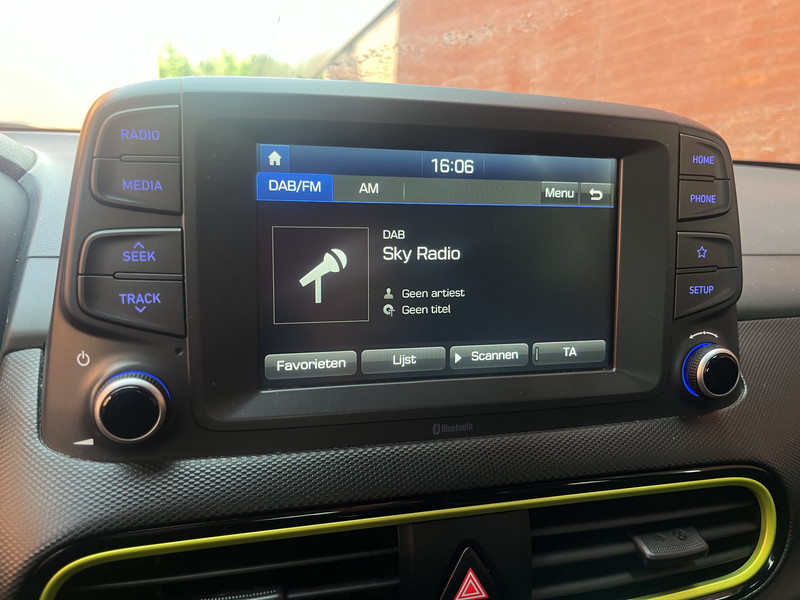 RADIO
MEDIA
SEEK
TRACK
16:06
DAB/FM
AM
Menu
DAB
Sky Radio
Geen artiest
Geen titel
Favorieten
Lijst
Scannen
TA
HOME
PHONE
SETUP
Bluetooth